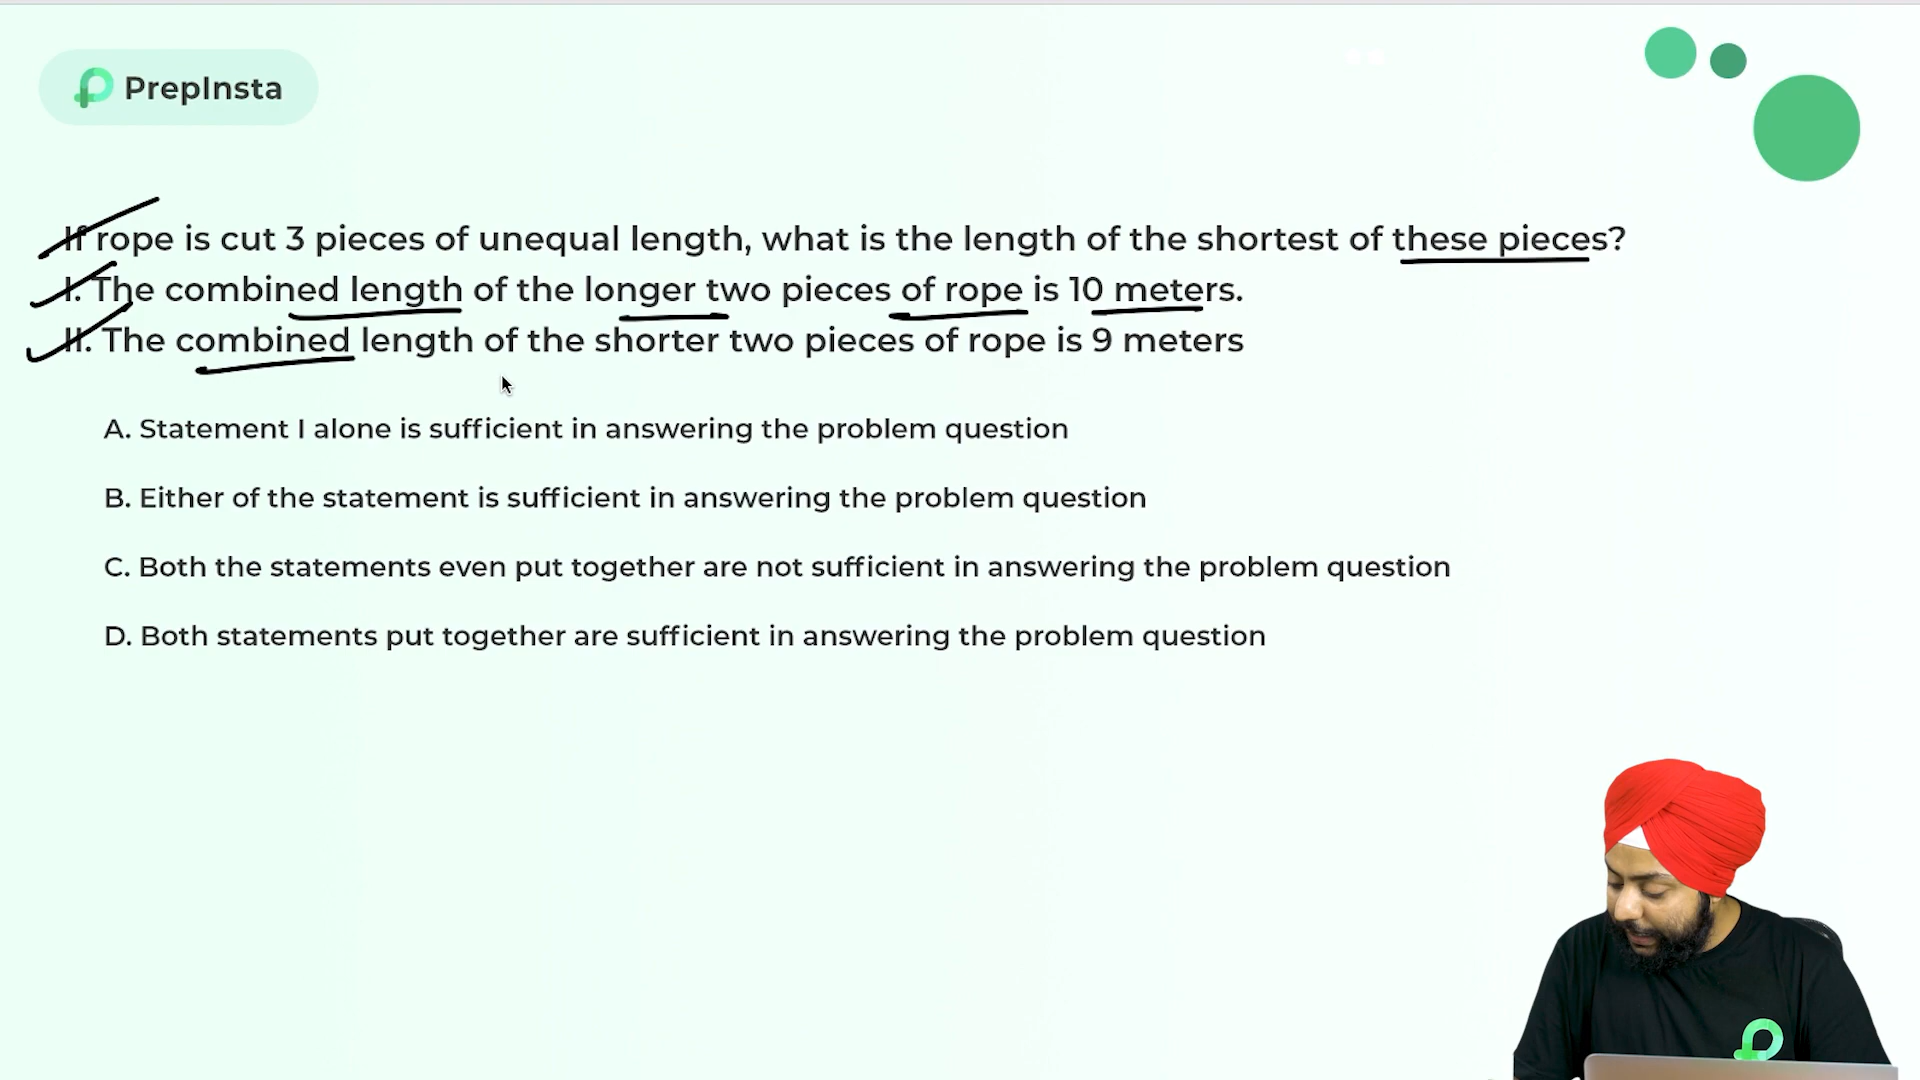 PrepInsta
If rope is cut 3 pieces of unequal length, what is the length of the shortest of these pieces?
I. The combined length of the longer two pieces of rope is 10 meters.
II. The combined length of the shorter two pieces of rope is 9 meters
A. Statement I alone is sufficient in answering the problem question
B. Either of the statement is sufficient in answering the problem question
C. Both the statements even put together are not sufficient in answering the problem question
D. Both statements put together are sufficient in answering the problem question